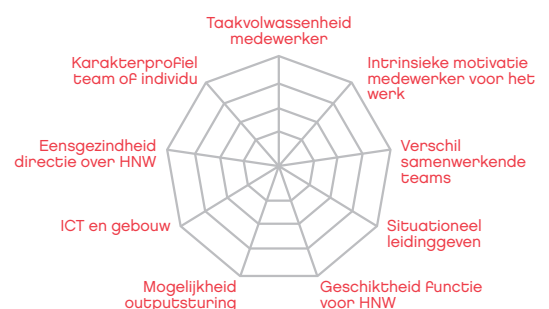 Taakvolwassenheid
medewerker
Karakterprofiel
team of individu
Intrinsieke motivatie
medewerker voor het
werk
Eensgezindheid
directie over HNW
Verschil
samenwerkende
teams
ICT en gebouw
Situationeel
leidinggeven
Mogelijkheid
outputsturing
Geschiktheid functie
voor HNW